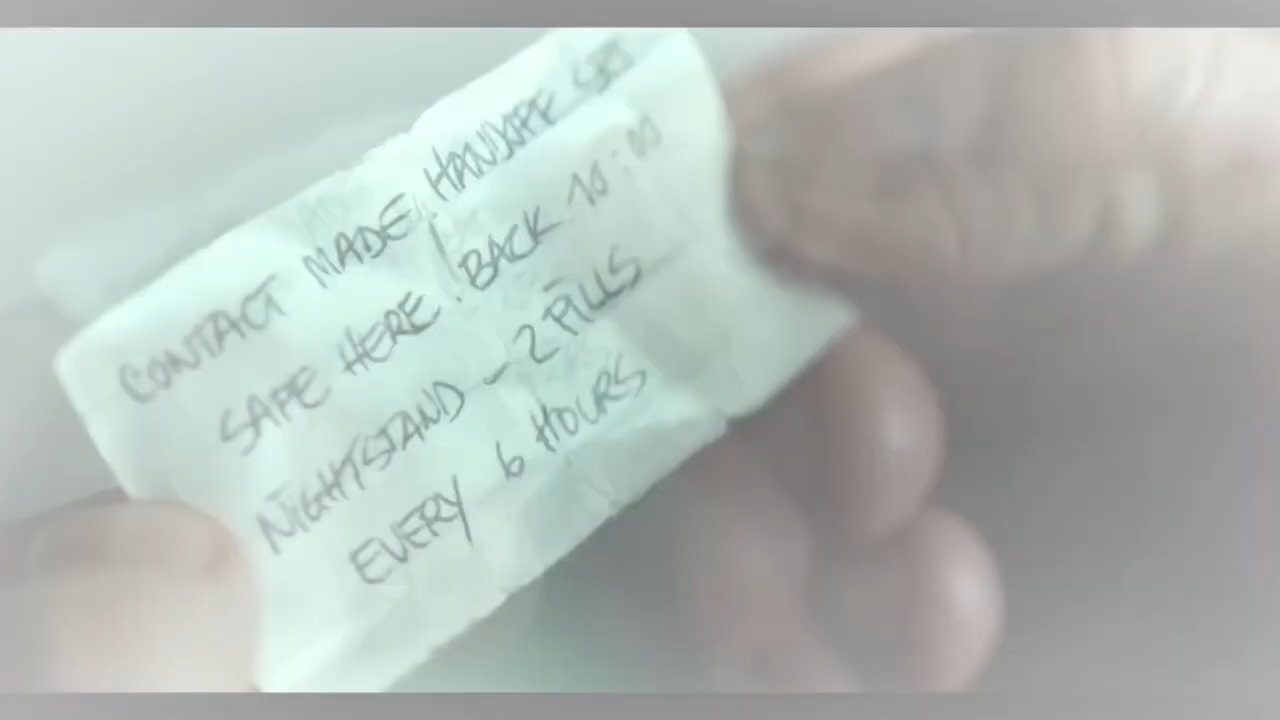 CONTACT MADE. HANDOFF SET
SAFE HERE. BACK 10:00
NIGHTSTAND - 2 PILLS
EVERY 6 HOURS